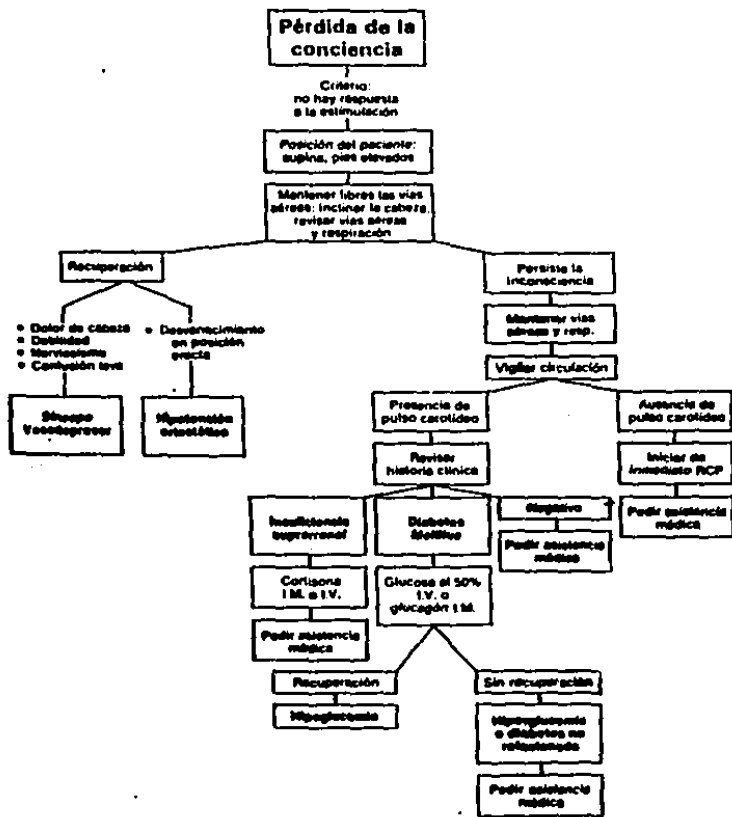 Pérdida de la
conciencia
Criterio:
no hay respuesta
a la estimulación
Posición del paciente:
supina, pies elevados
Mantener libres las vías
aéreas: inclinar la cabeza,
revisar vías aéreas
y respiración
Recuperación
• Dolor de cabeza
• Debilidad
• Nerviosismo
• Confusión leve
Síncope
Vasodepresor
• Desvanecimiento
en posición
erecta
Hipotensión
ortostática
Persiste la
inconsciencia
Mantener vías
aéreas y resp.
Vigilar circulación
Presencia de
pulso carotídeo
Revisar
historia clínica
Insuficiencia
suprarrenal
Cortisona
I.M. o I.V.
Pedir asistencia
médica
Diabetes
Mellitus
Glucosa al 50%
I.V. o
glucagón I.M.
Recuperación
Hipoglucemia
Sin recuperación
o diabetes no
Pedir asistencia
médica
Negativo
Pedir asistencia
médica
Ausencia de
pulso carotídeo
Iniciar de
inmediato RCP
Pedir asistencia
médica